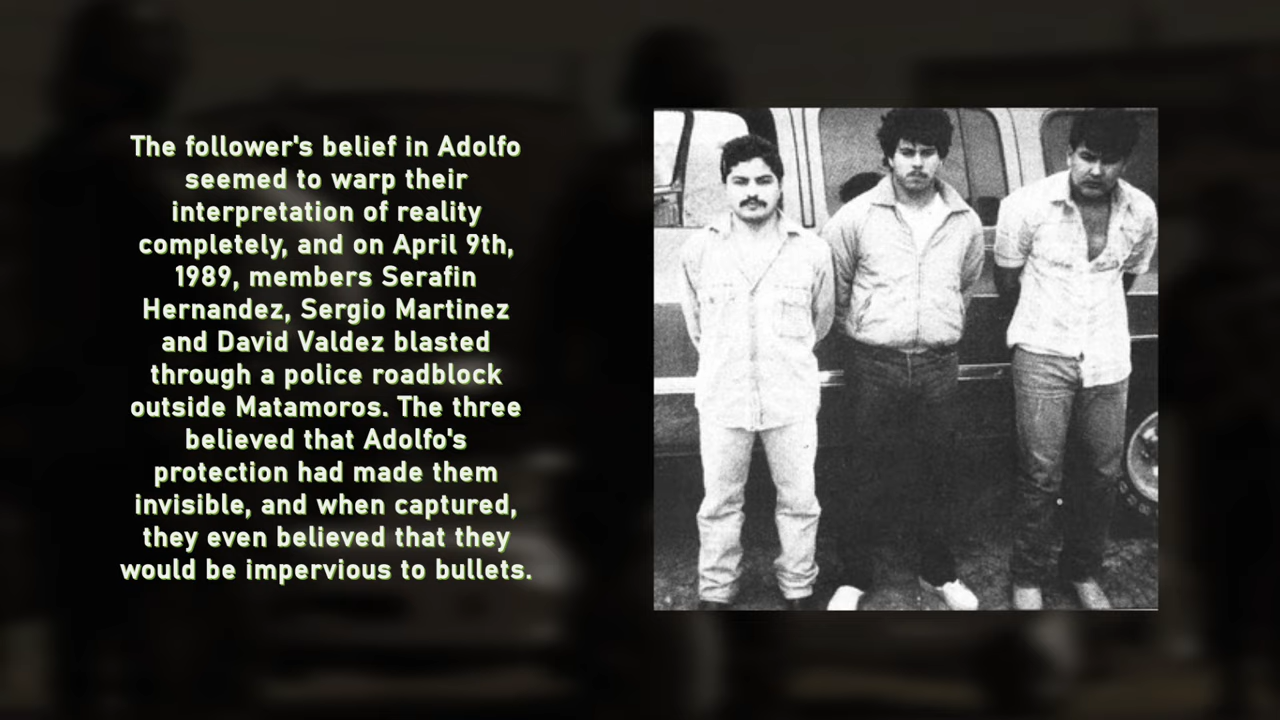 The follower's belief in Adolfo
seemed to warp their
interpretation of reality
completely, and on April 9th,
1989, members Serafin
Hernandez, Sergio Martinez
and David Valdez blasted
through a police roadblock
outside Matamoros. The three
believed that Adolfo's
protection had made them
invisible, and when captured,
they even believed that they
would be impervious to bullets.